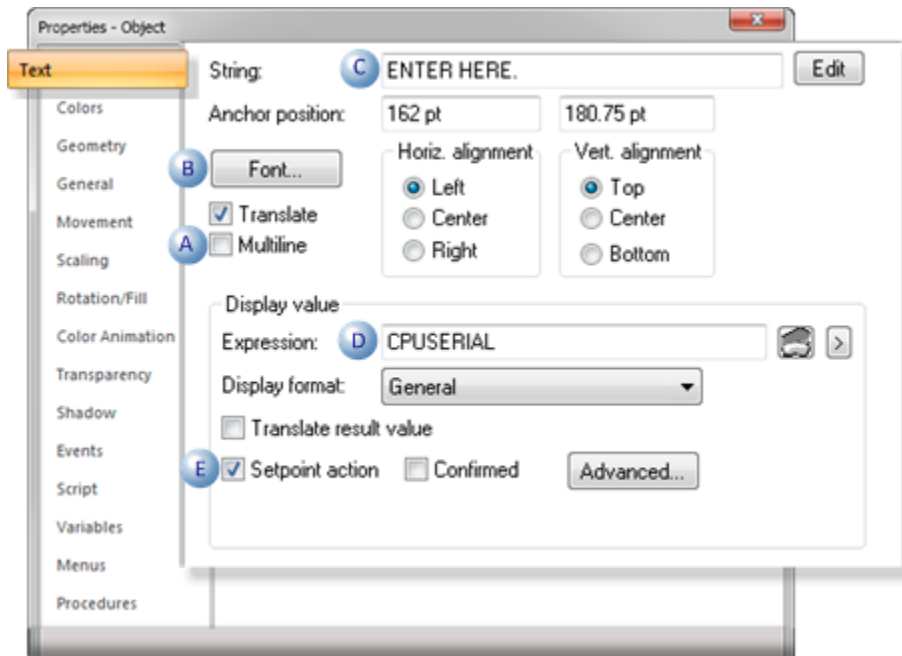 Properties - Object
Text
Colors
Geometry
General
Movement
Scaling
Rotation/Fill
Color Animation
Transparency
Shadow
Events
Script
Variables
Menus
Procedures
String: C ENTER HERE. Edit
Anchor position: 162 pt 180.75 pt
B Font...
Translate
A Multiline
Horiz. alignment
Left
Center
Right
Vert. alignment
Top
Center
Bottom
Display value
Expression: D CPUSERIAL >
Display format: General
Translate result value
E Setpoint action Confirmed Advanced...